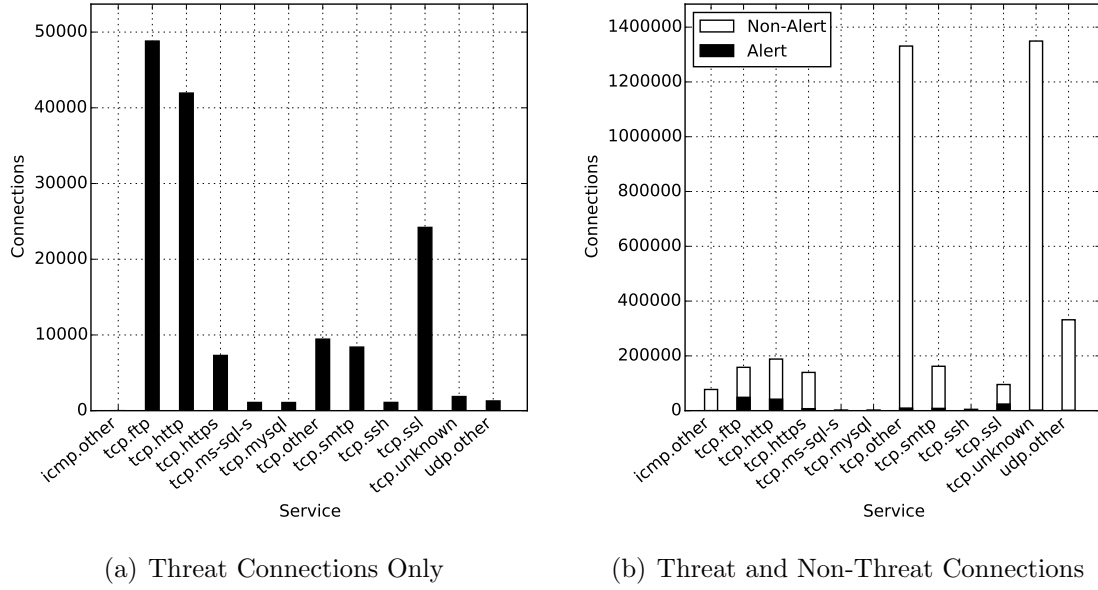 50000
40000
30000
20000
10000
0
Connections
icmp.other
tcp.ftp
tcp.http
tcp.https
tcp.ms-sql-s
tcp.mysql
tcp.other
tcp.smtp
tcp.ssh
tcp.ssl
tcp.unknown
udp.other
Service
(a) Threat Connections Only
1400000
1200000
1000000
800000
600000
400000
200000
0
Connections
Non-Alert
Alert
icmp.other
tcp.ftp
tcp.http
tcp.https
tcp.ms-sql-s
tcp.mysql
tcp.other
tcp.smtp
tcp.ssh
tcp.ssl
tcp.unknown
udp.other
Service
(b) Threat and Non-Threat Connections